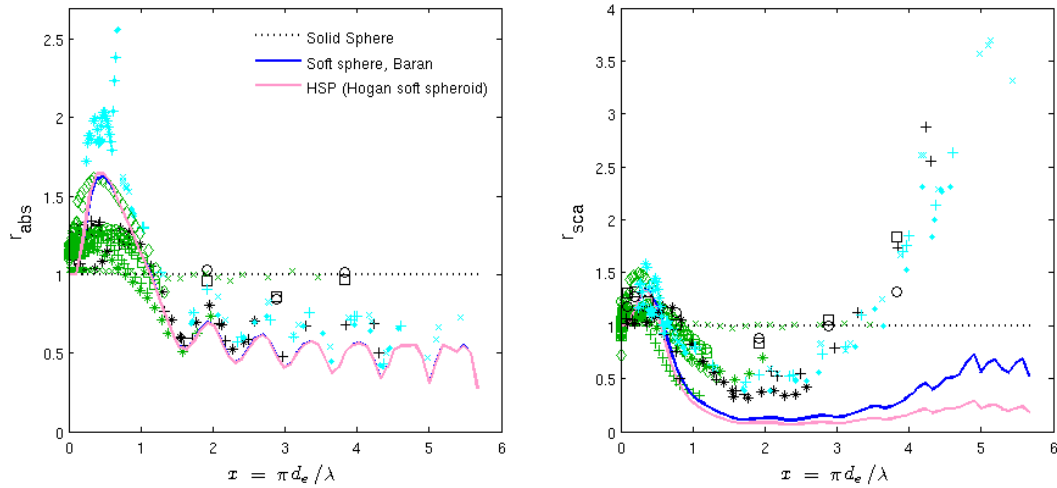 2.5
2
1.5
1
0.5
0
r_abs
0 1 2 3 4 5 6
x = πd_e/λ
Solid Sphere
Soft sphere, Baran
HSP (Hogan soft spheroid)
4
3.5
3
2.5
2
1.5
1
0.5
0
r_sca
0 1 2 3 4 5 6
x = πd_e/λ